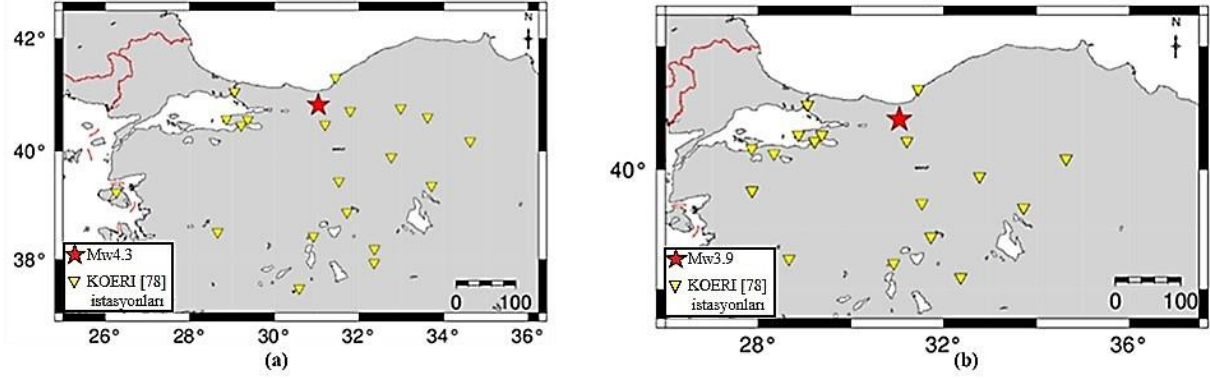 N
42°
40°
38°
★Mw4.3
KOERI [78]
istasyonları
0 100
26° 28° 30° 32° 34° 36°
(a)
N
40°
★Mw3.9
KOERI [78]
istasyonları
0 100
28° 32° 36°
(b)